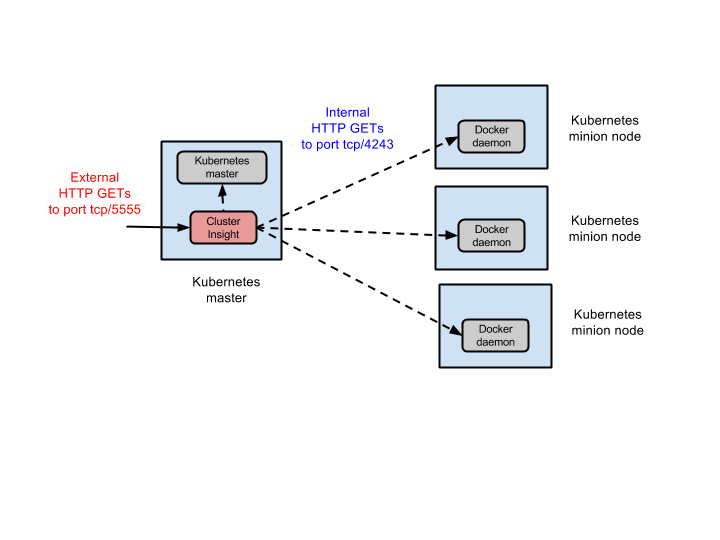 External
HTTP GETs
to port tcp/5555
Kubernetes
master
Cluster
Insight
Kubernetes
master
Internal
HTTP GETs
to port tcp/4243
Docker
daemon
Kubernetes
minion node
Docker
daemon
Kubernetes
minion node
Docker
daemon
Kubernetes
minion node